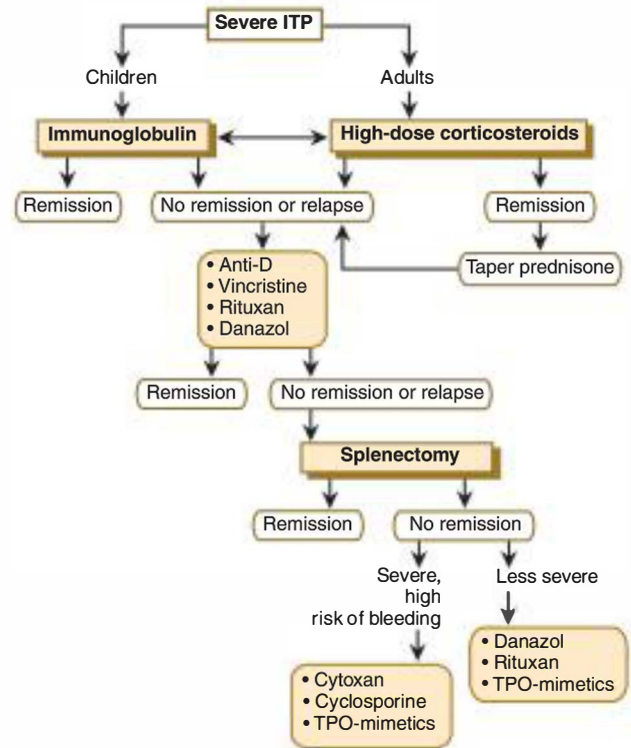 Severe ITP
Children
Adults
Immunoglobulin
High-dose corticosteroids
Remission
No remission or relapse
Remission
Taper prednisone
• Anti-D
• Vincristine
• Rituxan
• Danazol
Remission
No remission or relapse
Splenectomy
Remission
No remission
Severe,
high
risk of bleeding
Less severe
• Cytoxan
• Cyclosporine
• TPO-mimetics
• Danazol
• Rituxan
• TPO-mimetics